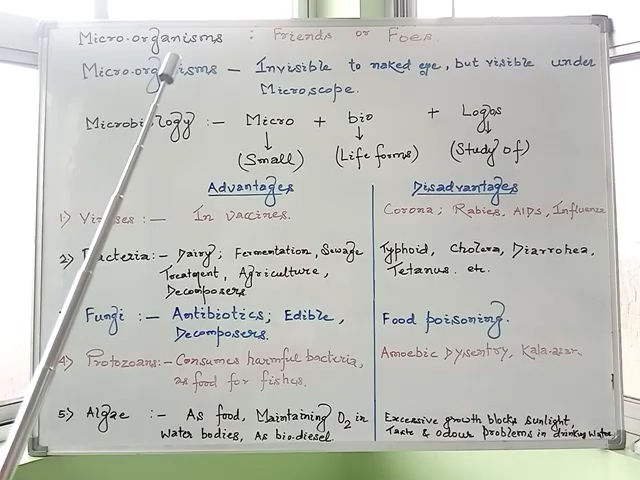 Micro-organisms : Friends or Foes.
Micro-organisms – Invisible to naked eye, but visible under
Microscope.
Microbiology :- Micro + bio + Logos
(Small) (Life forms) (Study of)
Advantages Disadvantages
1) Viruses :— In vaccines. Corona; Rabies, AIDS, Influenza
2) Bacteria:- Dairy; Fermentation, Sewage
Treatment, Agriculture,
Decomposers
Typhoid, Cholera, Diarrohea,
Tetanus. etc.
Fungi :— Antibiotics; Edible,
Decomposers.
Food poisoning.
4) Protozoans:- Consumes harmful bacteria,
as food for fishes.
Amoebic Dysentry, Kala-azar.
5) Algae :- As food, Maintaining O2 in
Water bodies, As bio-diesel.
Excessive growth blocks sunlight,
Taste & Odour Problems in drinking water.